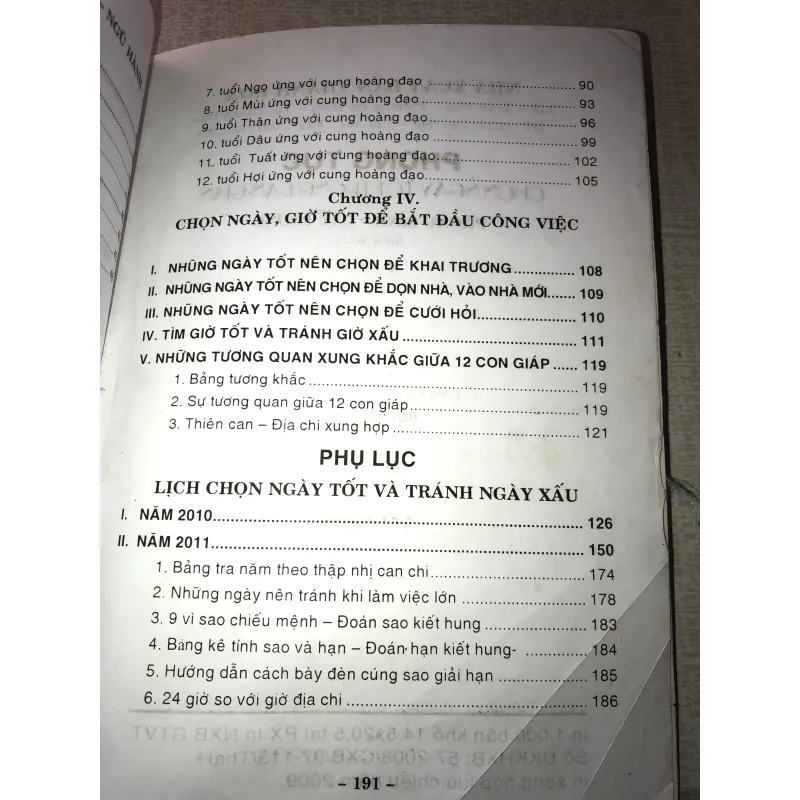 – NGŨ HÀNH
7. tuổi Ngọ ứng với cung hoàng đạo ........ 90
8. tuổi Mùi ứng với cung hoàng đạo ........ 93
9. tuổi Thân ứng với cung hoàng đạo ........ 96
10. tuổi Dậu ứng với cung hoàng đạo ........ 99
11. tuổi Tuất ứng với cung hoàng đạo ........ 102
12. tuổi Hợi ứng với cung hoàng đạo ........ 105
Chương IV.
CHỌN NGÀY, GIỜ TỐT ĐỂ BẮT ĐẦU CÔNG VIỆC
I. NHỮNG NGÀY TỐT NÊN CHỌN ĐỂ KHAI TRƯƠNG ........ 108
II. NHỮNG NGÀY TỐT NÊN CHỌN ĐỂ DỌN NHÀ, VÀO NHÀ MỚI ........ 109
III. NHỮNG NGÀY TỐT NÊN CHỌN ĐỂ CƯỚI HỎI ........ 110
IV. TÌM GIỜ TỐT VÀ TRÁNH GIỜ XẤU ........ 111
V. NHỮNG TƯƠNG QUAN XUNG KHẮC GIỮA 12 CON GIÁP ...... 119
1. Bảng tương khắc ........ 119
2. Sự tương quan giữa 12 con giáp ........ 119
3. Thiên can – Địa chi xung hợp ........ 121
PHỤ LỤC
LỊCH CHỌN NGÀY TỐT VÀ TRÁNH NGÀY XẤU
I. NĂM 2010 ........ 126
II. NĂM 2011 ........ 150
1. Bảng tra năm theo thập nhị can chi ........ 174
2. Những ngày nên tránh khi làm việc lớn ........ 178
3. 9 vì sao chiếu mệnh – Đoán sao kiết hung ........ 183
4. Bảng kê tính sao và hạn – Đoán hạn kiết hung- ........ 184
5. Hướng dẫn cách bày đèn cúng sao giải hạn ........ 185
6. 24 giờ so với giờ địa chi ........ 186
– 191 –